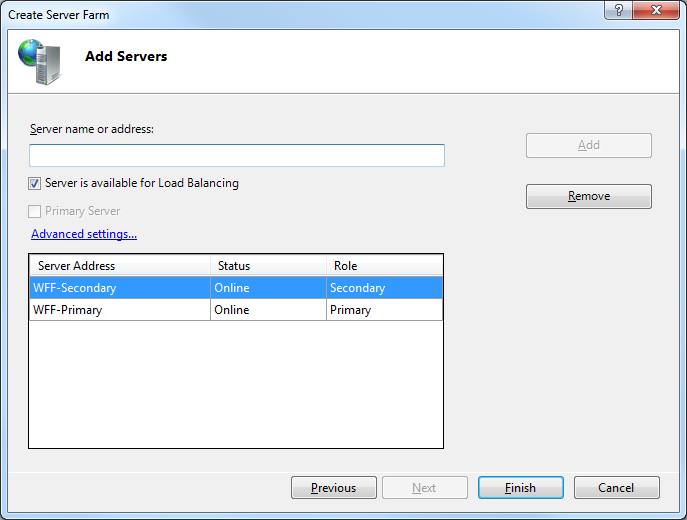 Create Server Farm
?
Add Servers
Server name or address:
Add
Server is available for Load Balancing
Remove
Primary Server
Advanced settings...
Server Address Status Role
WFF-Secondary Online Secondary
WFF-Primary Online Primary
Previous Next Finish Cancel